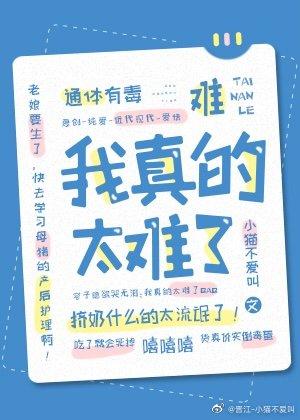 通体有毒
难
TAI
NAN
LE
原创-纯爱-近代现代-爱情
老娘要生了,快去学习母猪的产后护理啊!
我真的
太难了
小猫不爱叫
文
挤奶什么的太流氓了!
吃了就会死掉
嘻嘻嘻
货真价实倒霉蛋
@晋江-小猫不爱叫